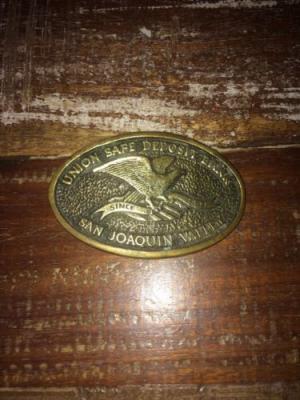 UNION SAFE DEPOSIT BANK
SINCE
SAN JOAQUIN VALLEY